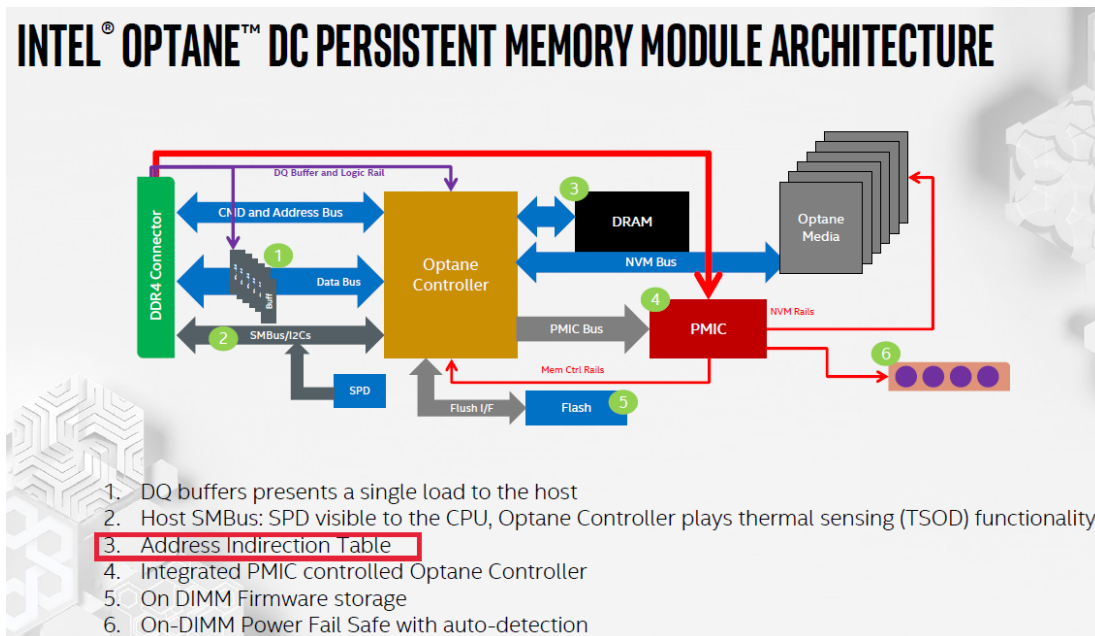 INTEL® OPTANE™ DC PERSISTENT MEMORY MODULE ARCHITECTURE
DQ Buffer and Logic Rail
3
DDR4 Connector
CMD and Address Bus
DRAM
Optane
Media
1
Optane
Controller
NVM Bus
Data Bus
Buff
4
2
SMBus/I2Cs
PMIC Bus
PMIC
NVM Rails
6
Mem Ctrl Rails
SPD
Flush I/F
Flash
5
1. DQ buffers presents a single load to the host
2. Host SMBus: SPD visible to the CPU, Optane Controller plays thermal sensing (TSOD) functionality
3. Address Indirection Table
4. Integrated PMIC controlled Optane Controller
5. On DIMM Firmware storage
6. On-DIMM Power Fail Safe with auto-detection